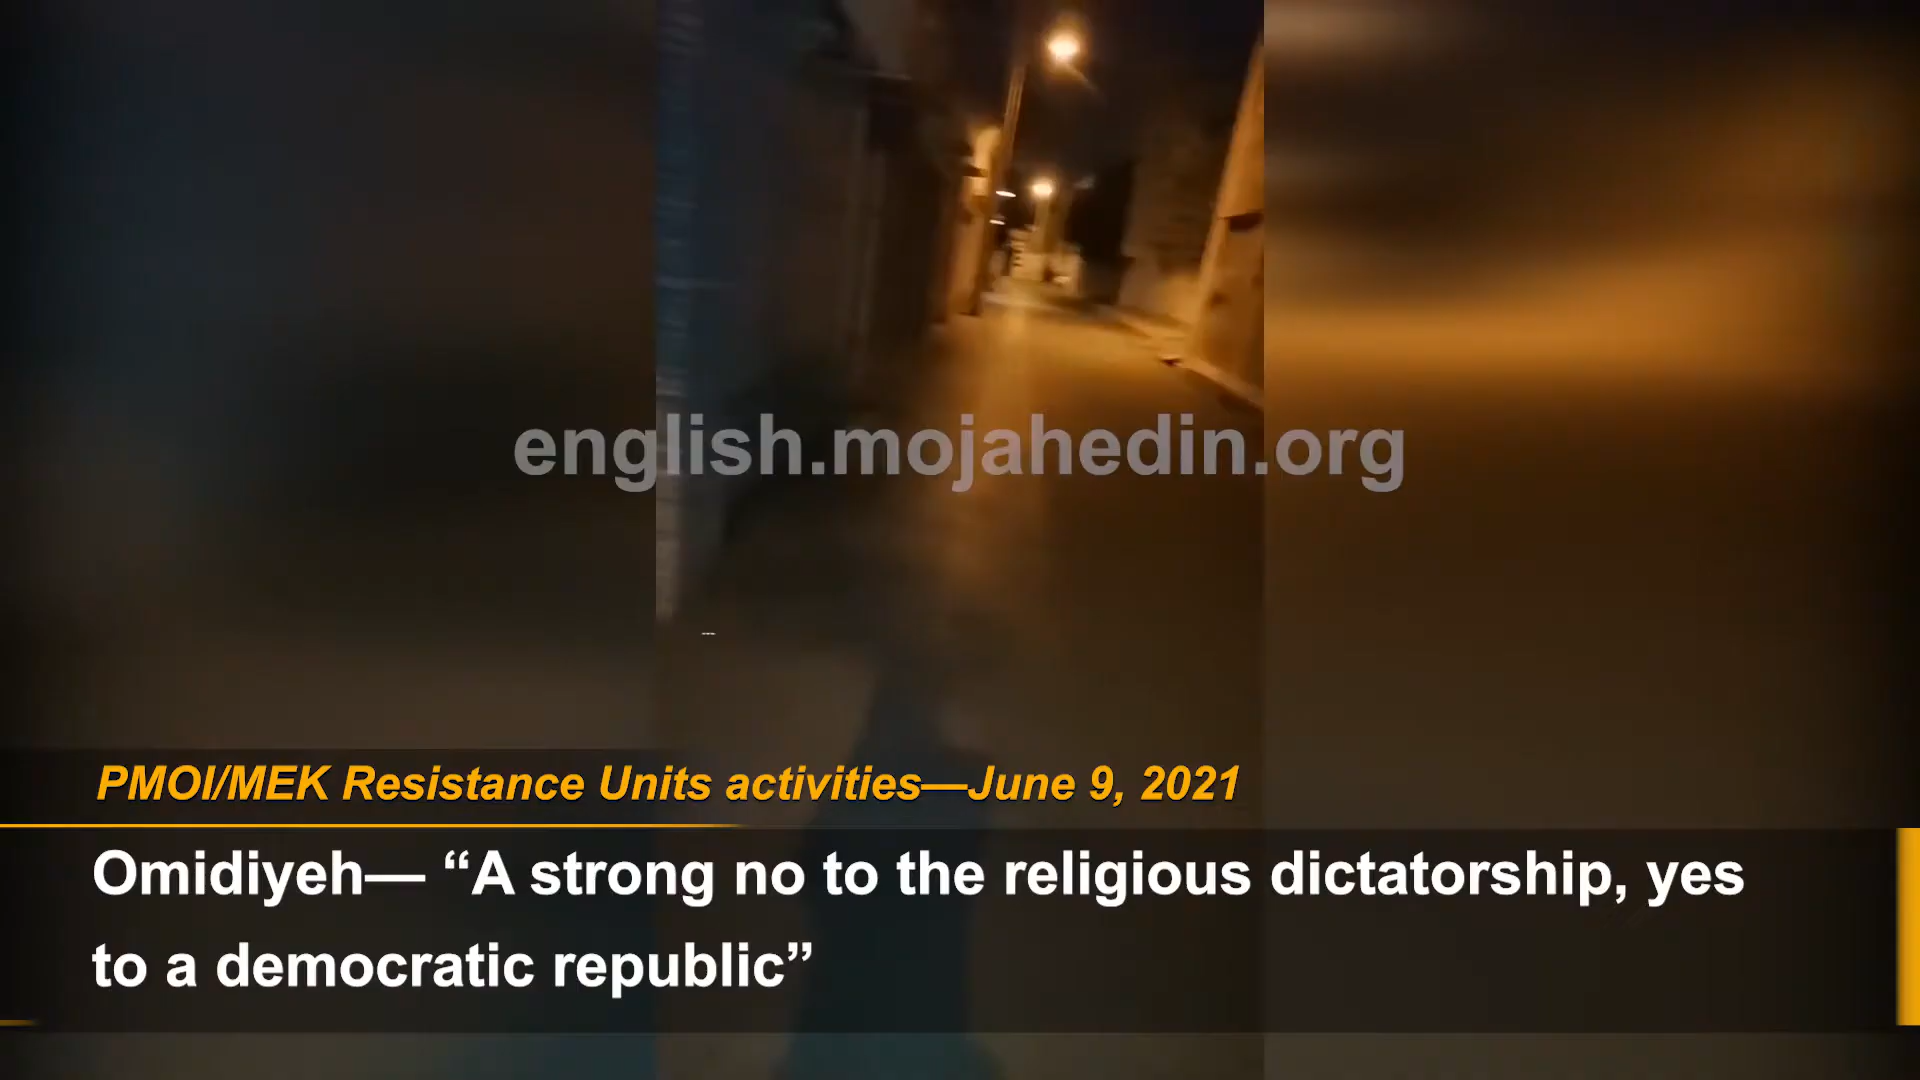 english.mojahedin.org
PMOI/MEK Resistance Units activities—June 9, 2021
Omidiyeh— “A strong no to the religious dictatorship, yes
to a democratic republic”